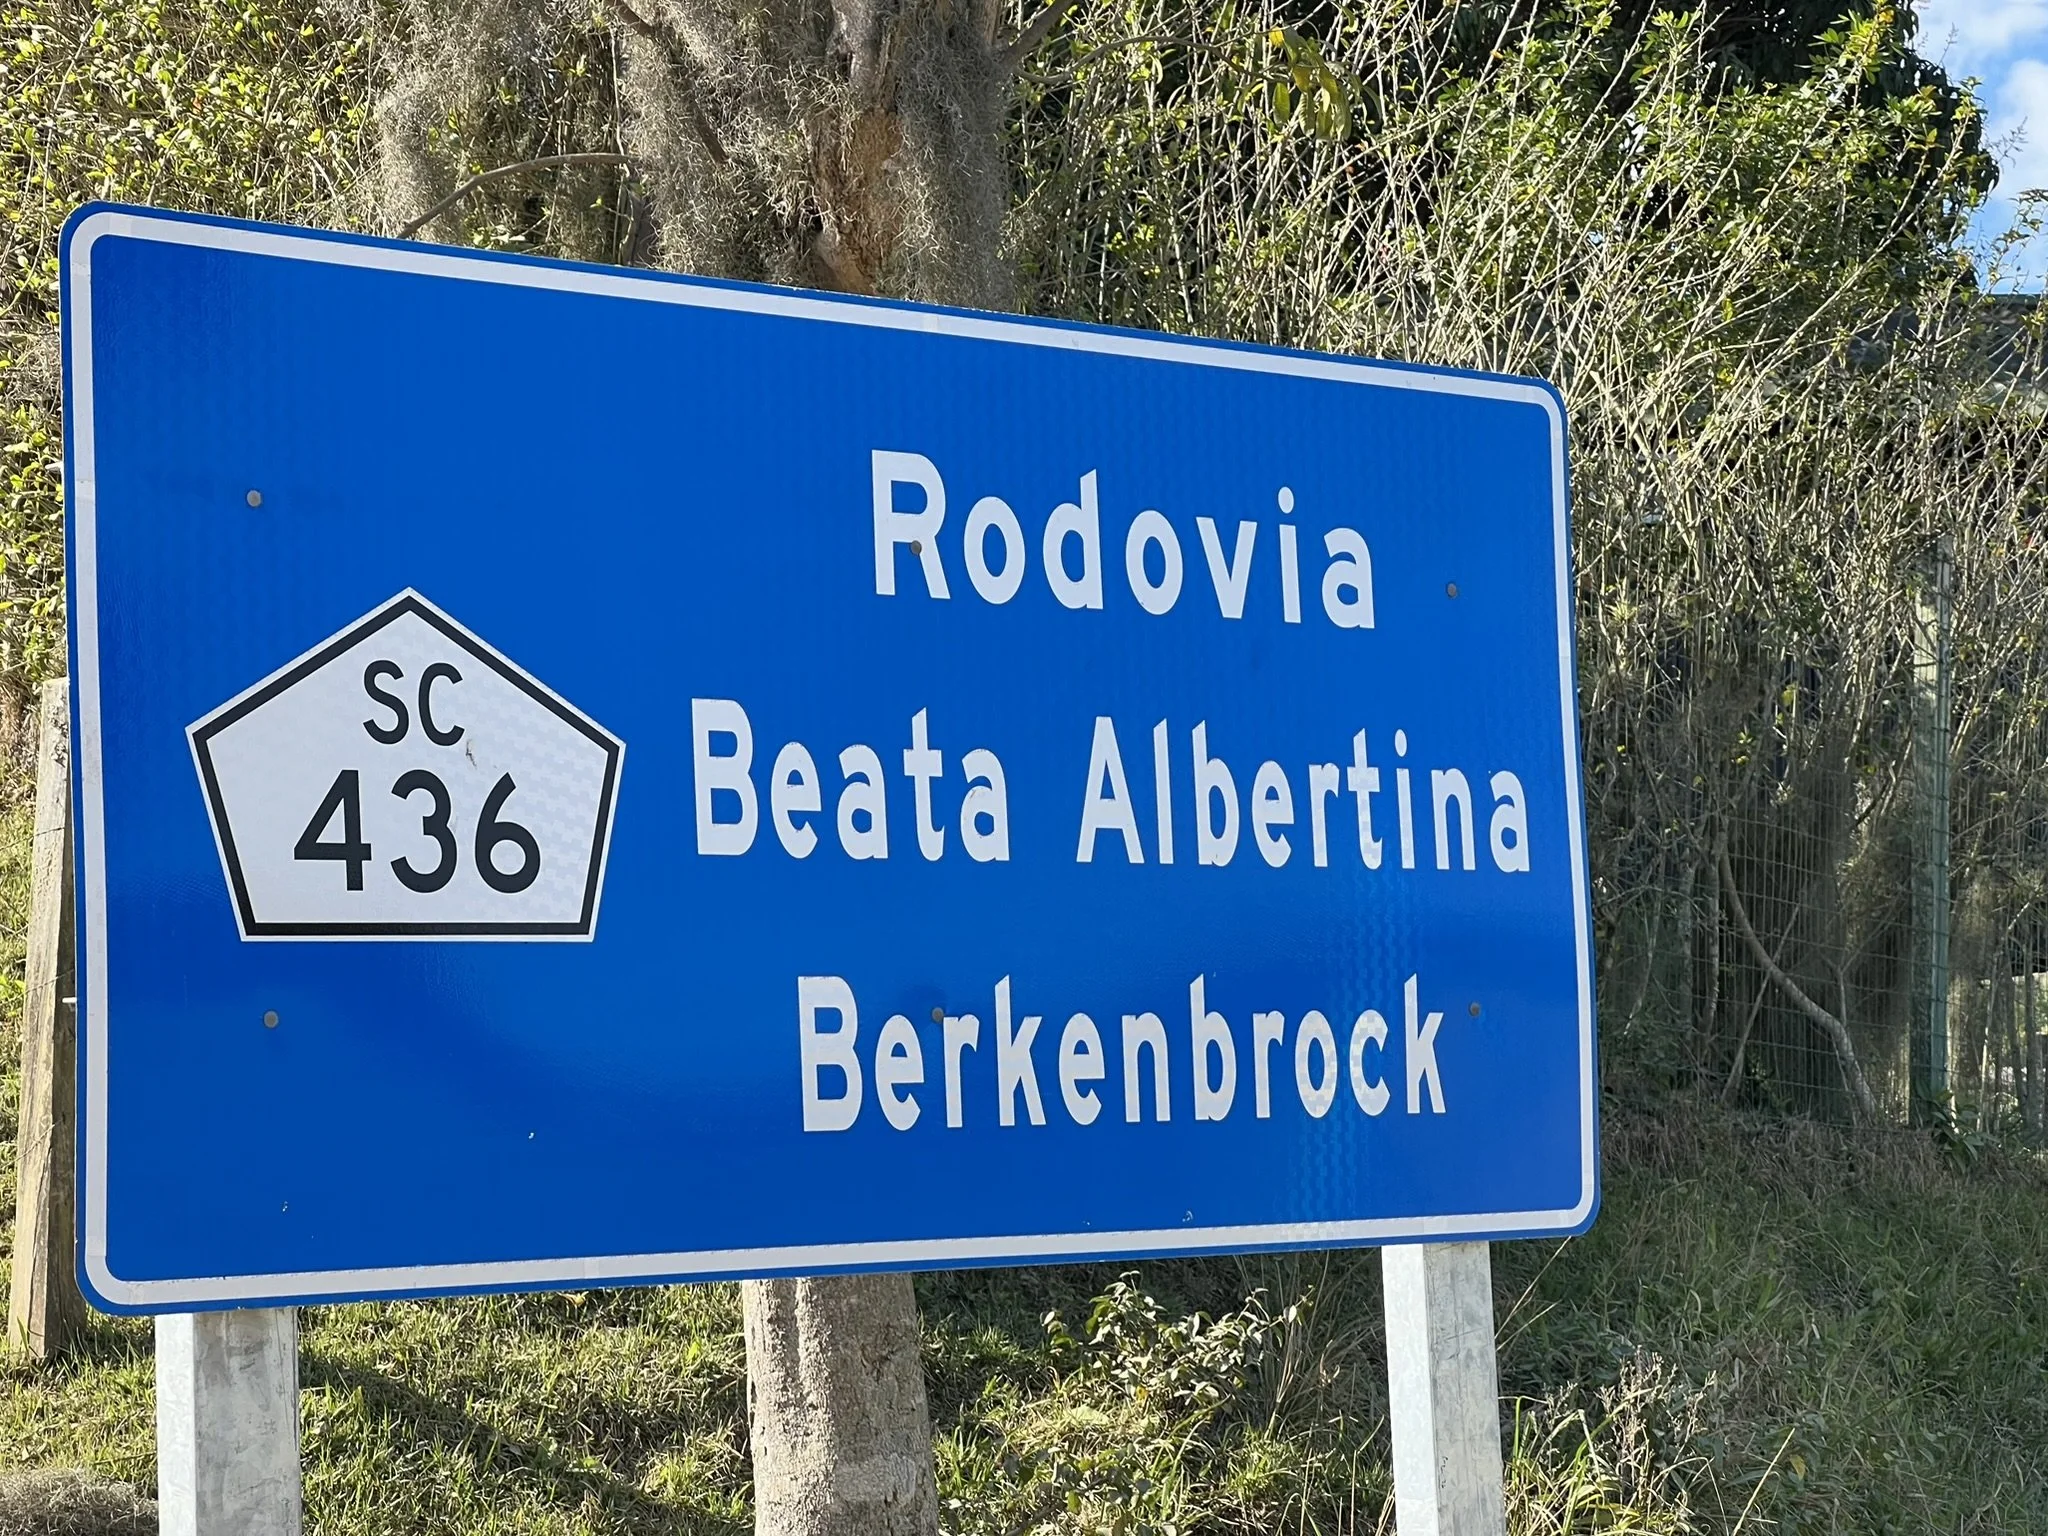 SC
436
Rodovia
Beata Albertina
Berkenbrock